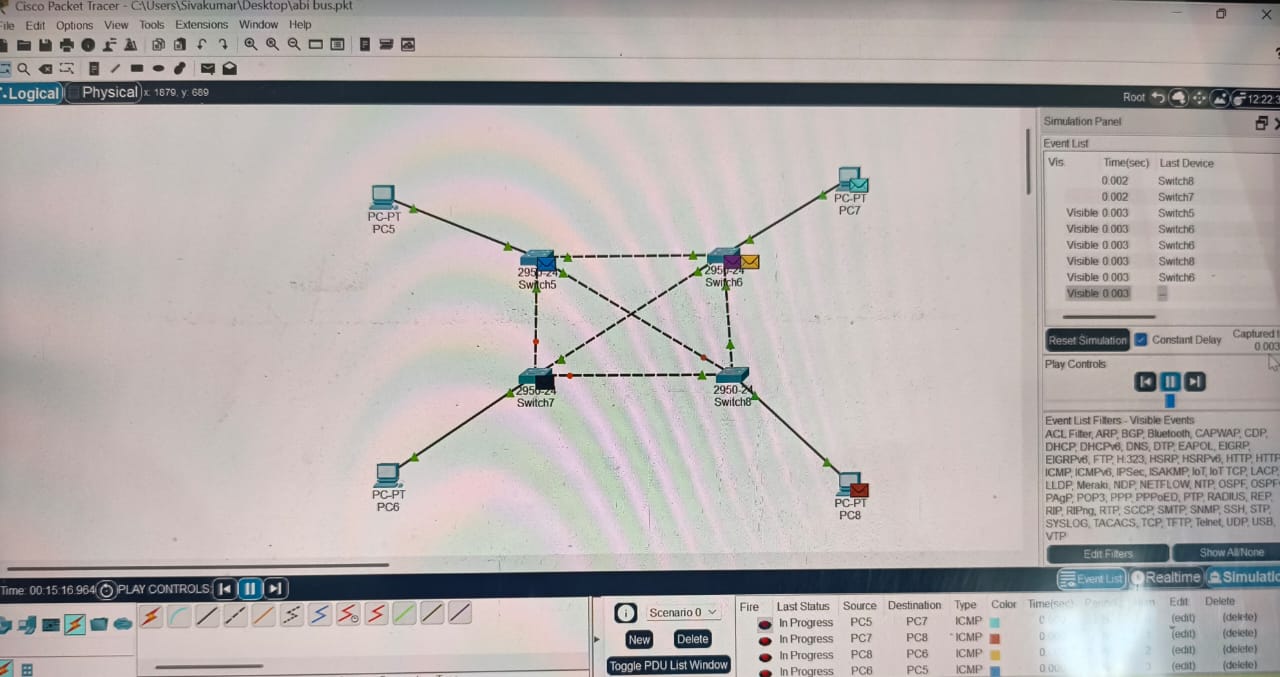 Cisco Packet Tracer - C:\Users\Sivakumar\Desktop\abi bus.pkt
File Edit Options View Tools Extensions Window Help
Logical Physical x: 1879, y: 689
Root 12:22:3
Simulation Panel
Event List
Vis. Time(sec) Last Device
0.002 Switch8
0.002 Switch7
Visible 0.003 Switch5
Visible 0.003 Switch6
Visible 0.003 Switch6
Visible 0.003 Switch8
Visible 0.003 Switch6
Visible 0.003 --
Reset Simulation Constant Delay Captured t
0.003
Play Controls
Event List Filters - Visible Events
ACL Filter, ARP, BGP, Bluetooth, CAPWAP, CDP,
DHCP, DHCPv6, DNS, DTP, EAPOL, EIGRP,
EIGRPv6, FTP, H.323, HSRP, HSRPv6, HTTP, HTTP
ICMP, ICMPv6, IPSec, ISAKMP, IoT, IoT TCP, LACP,
LLDP, Meraki, NDP, NETFLOW, NTP, OSPF, OSPF
PAgP, POP3, PPP, PPPoED, PTP, RADIUS, REP,
RIP, RIPng, RTP, SCCP, SMTP, SNMP, SSH, STP,
SYSLOG, TACACS, TCP, TFTP, Telnet, UDP, USB,
VTP
Edit Filters Show All/None
Event List Realtime Simulatio
PC-PT
PC5
PC-PT
PC7
2950-24
Switch5
2950-24
Switch6
2950-24
Switch7
2950-24
Switch8
PC-PT
PC6
PC-PT
PC8
Time: 00:15:16.964 PLAY CONTROLS:
Scenario 0
New Delete
Toggle PDU List Window
Fire Last Status Source Destination Type Color Time(sec) Edit Delete
In Progress PC5 PC7 ICMP (edit) (delete)
In Progress PC7 PC8 ICMP (edit) (delete)
In Progress PC8 PC6 ICMP 2 (edit) (delete)
In Progress PC6 PC5 ICMP 3 (edit) (delete)